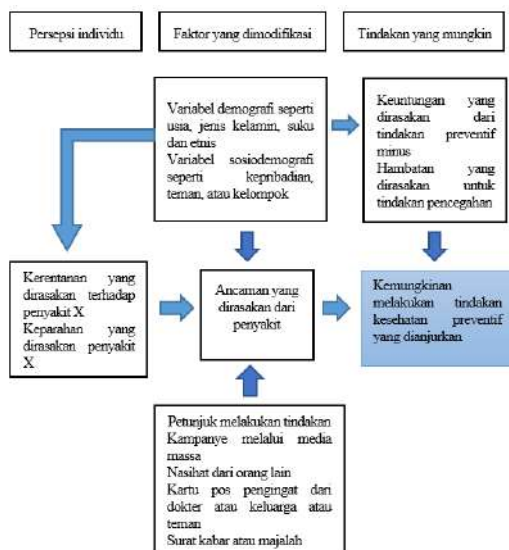 Persepsi individu
Faktor yang dimodifikasi
Tindakan yang mungkin
Variabel demografi seperti
usia, jenis kelamin, suku
dan etnis
Variabel sosiodemografi
seperti kepribadian,
teman, atau kelompok
Keuntungan yang
dirasakan dari
tindakan preventif
minus
Hambatan yang
dirasakan untuk
tindakan pencegahan
Kerentanan yang
dirasakan terhadap
penyakit X
Keparahan yang
dirasakan penyakit
X
Ancaman yang
dirasakan dari
penyakit
Kemungkinan
melakukan tindakan
kesehatan preventif
yang dianjurkan
Petunjuk melakukan tindakan
Kampanye melalui media
massa
Nasihat dari orang lain
Kartu pos pengingat dan
dokter atau keluarga atau
teman
Surat kabar atau majalah